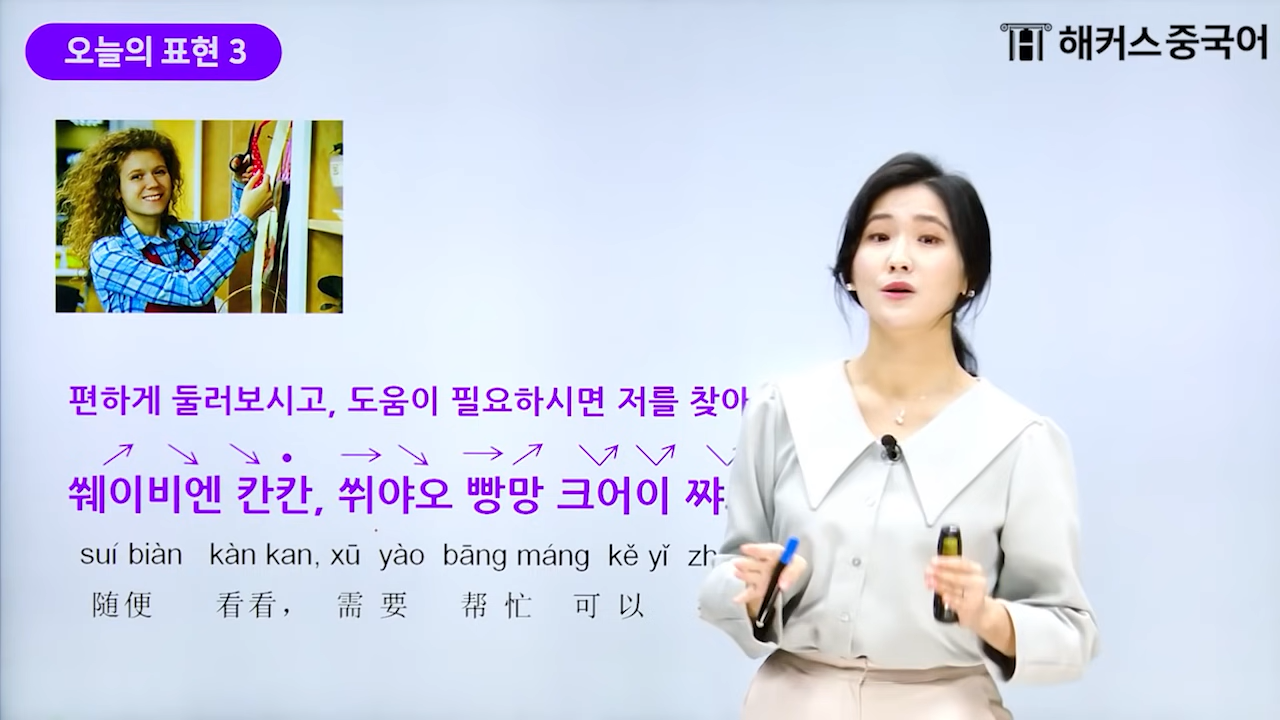 오늘의 표현 3
해커스중국어
편하게 둘러보시고, 도움이 필요하시면 저를 찾아
쒜이비엔 칸칸, 쒸야오 빵망 크어이 쨔
suí biàn kàn kan, xū yào bāng máng kě yǐ zh
随便 看看， 需 要 帮 忙 可 以